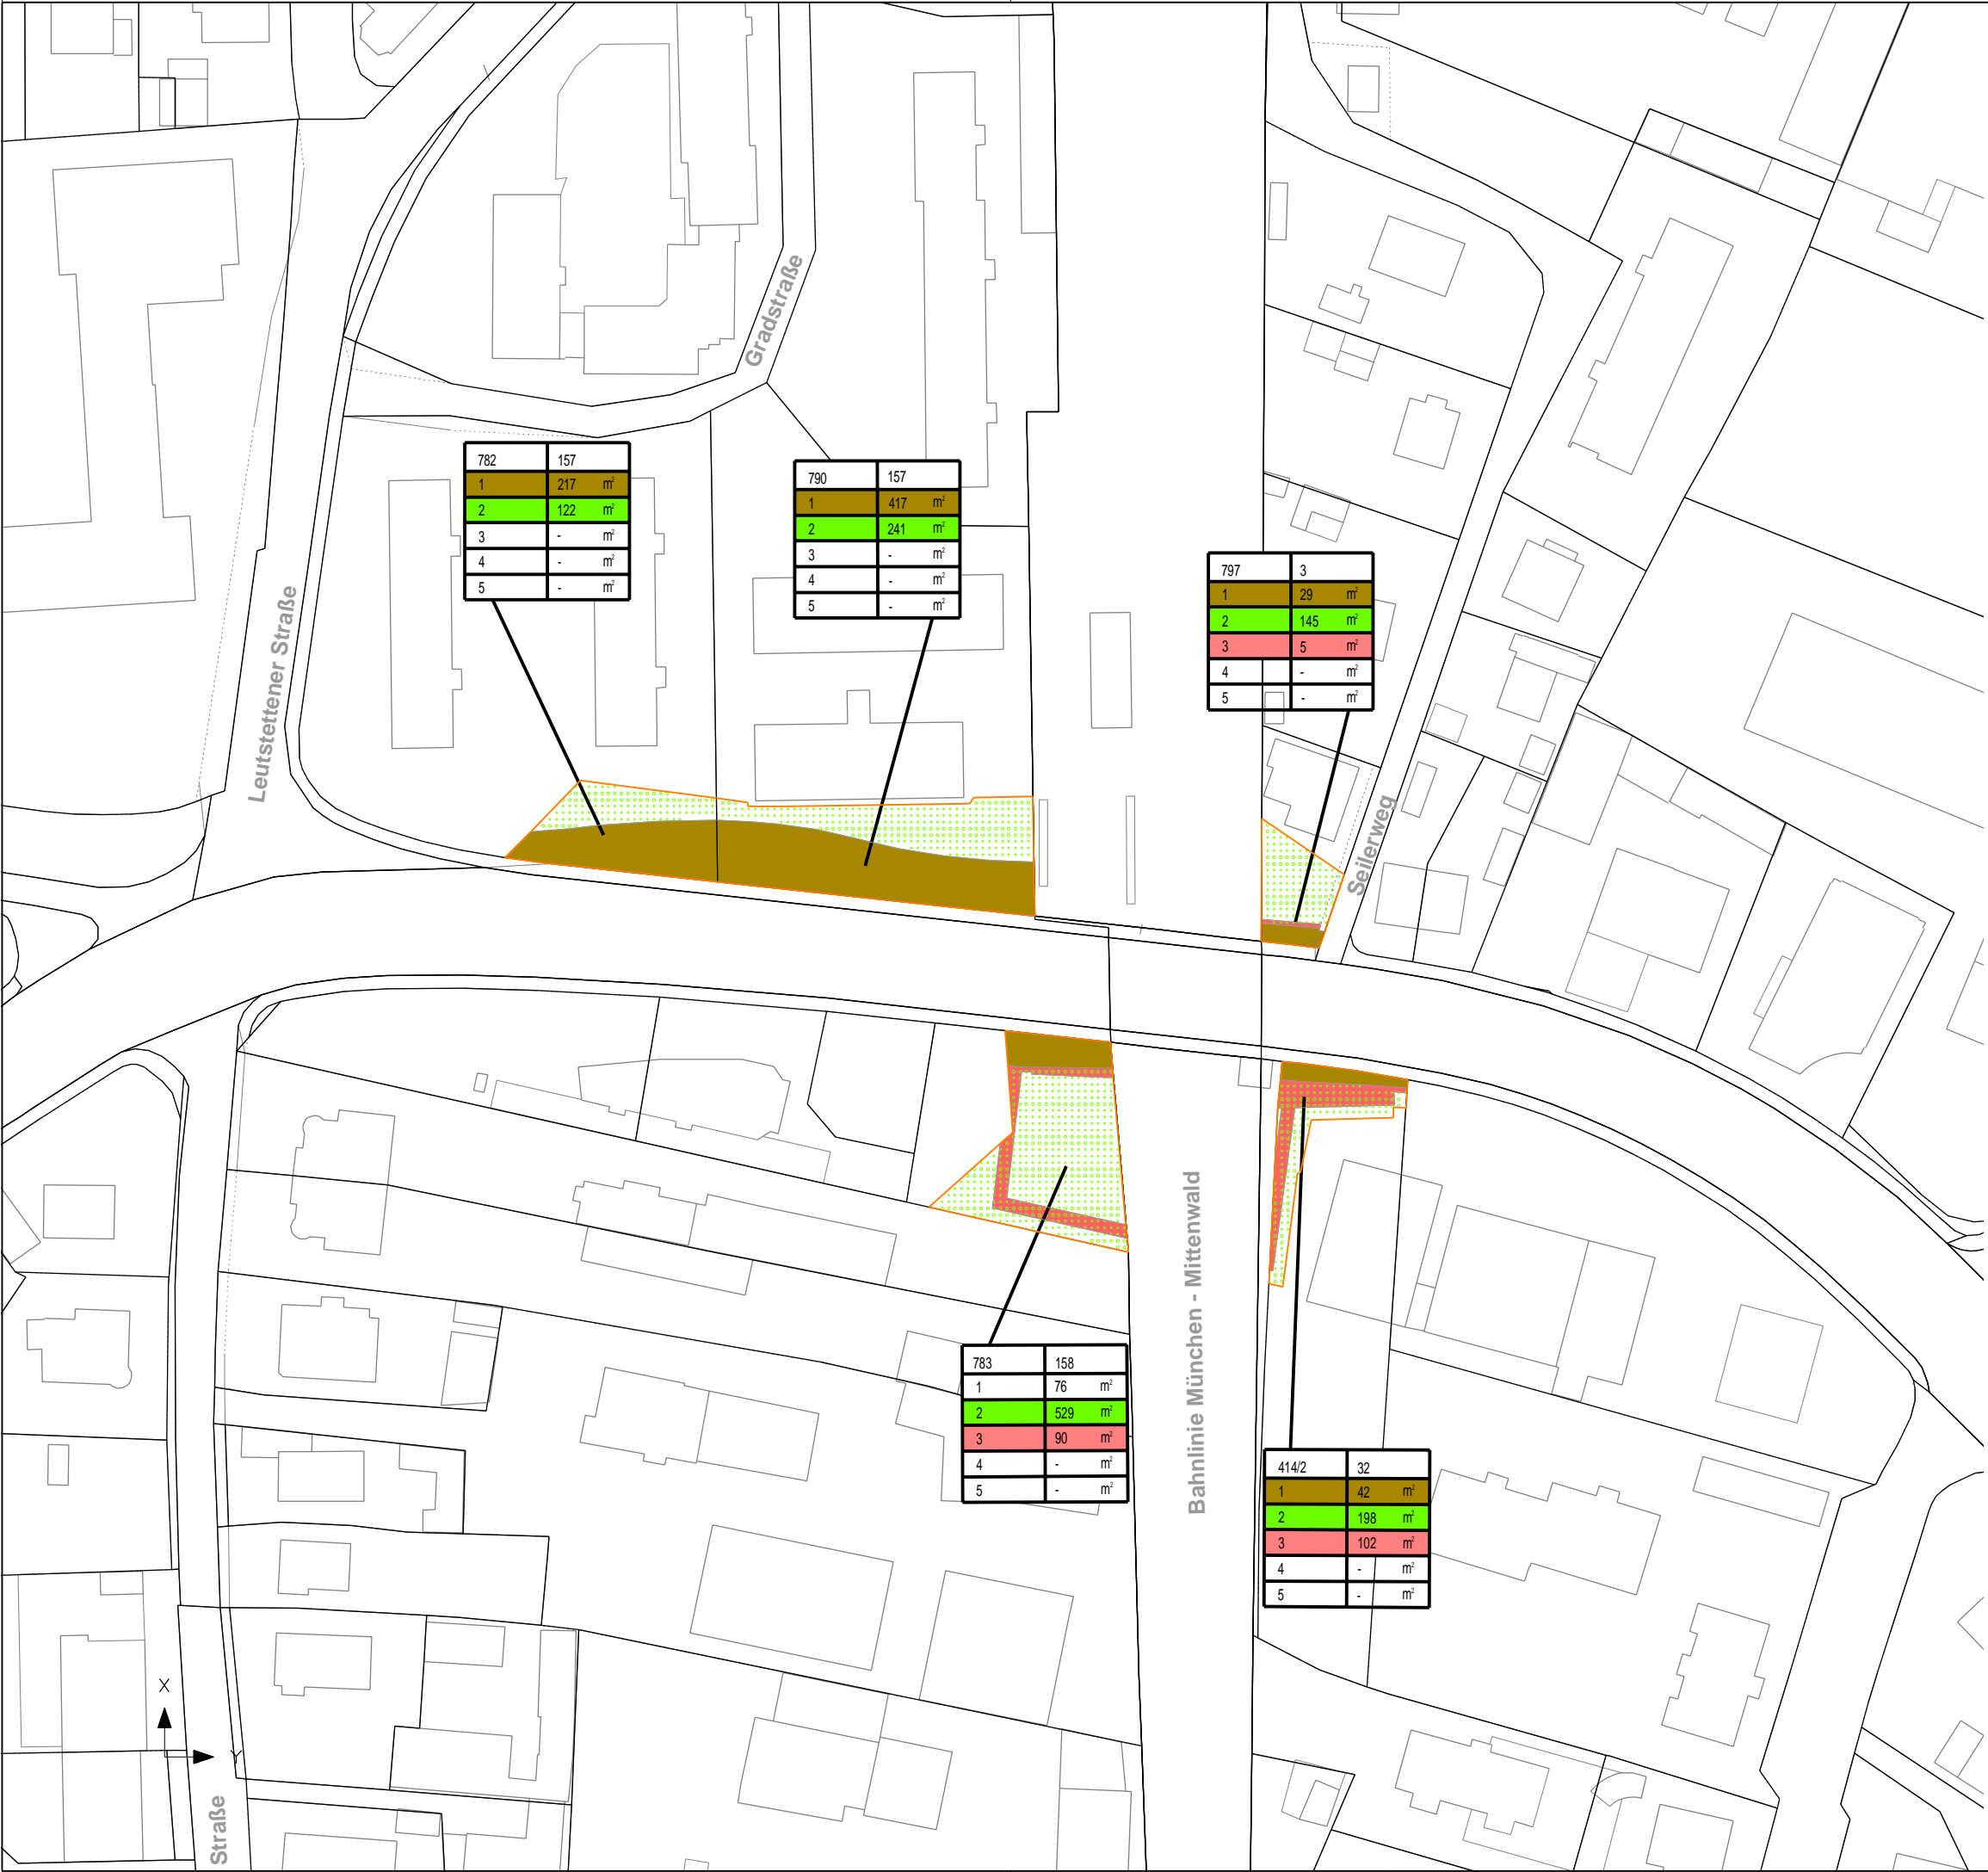 Gradstraße
782 157
1 217 m²
2 122 m²
3 - m²
4 - m²
5 - m²
790 157
1 417 m²
2 241 m²
3 - m²
4 - m²
5 - m²
797 3
1 29 m²
2 145 m²
3 5 m²
4 - m²
5 - m²
Leutstettener Straße
Seilerweg
Bahnlinie München - Mittenwald
783 158
1 76 m²
2 529 m²
3 90 m²
4 - m²
5 - m²
414/2 32
1 42 m²
2 198 m²
3 102 m²
4 - m²
5 - m²
X
Y
Straße